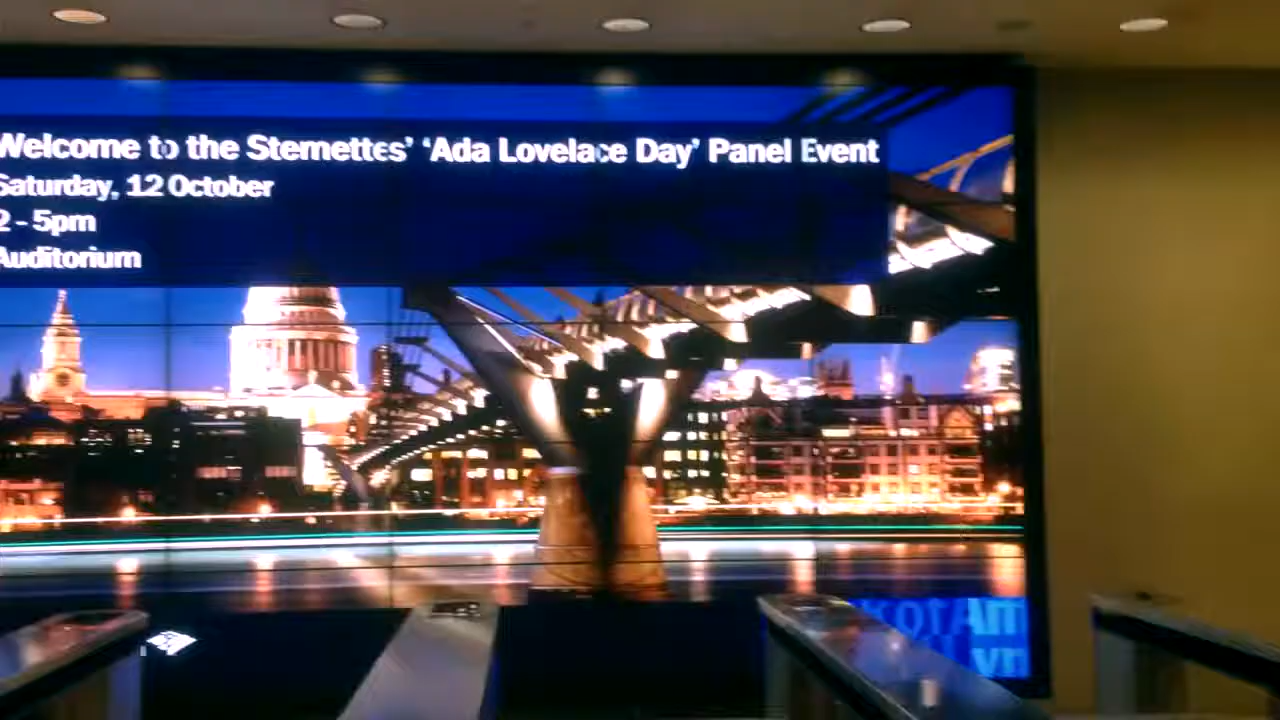 Welcome to the Stemettes' 'Ada Lovelace Day' Panel Event
Saturday, 12 October
2 - 5pm
Auditorium